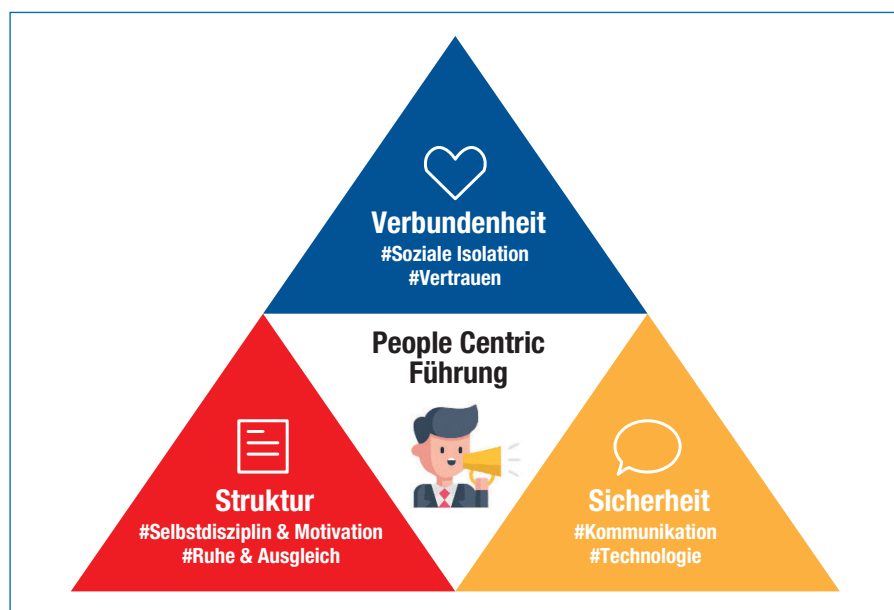 Verbundenheit
#Soziale Isolation
#Vertrauen
People Centric
Führung
Struktur
#Selbstdisziplin & Motivation
#Ruhe & Ausgleich
Sicherheit
#Kommunikation
#Technologie